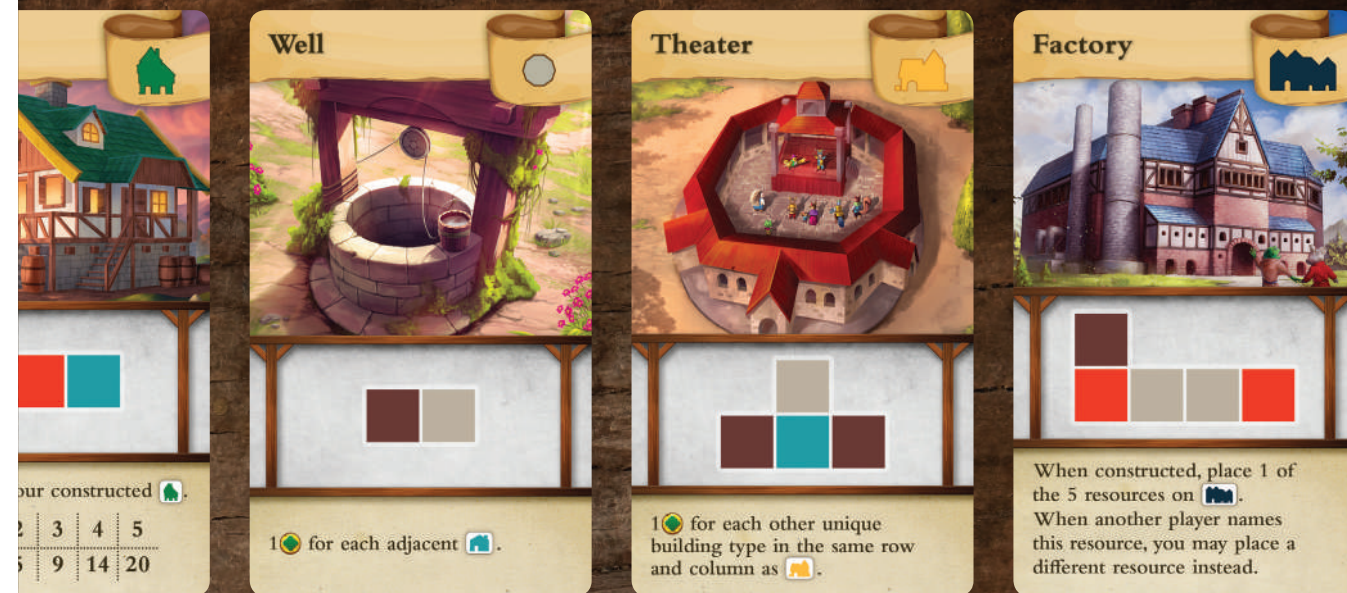 our constructed
3 4 5
9 14 20
Well
1 for each adjacent
.
Theater
1 for each other unique
building type in the same row
and column as .
Factory
When constructed, place 1 of
the 5 resources on .
When another player names
this resource, you may place a
different resource instead.